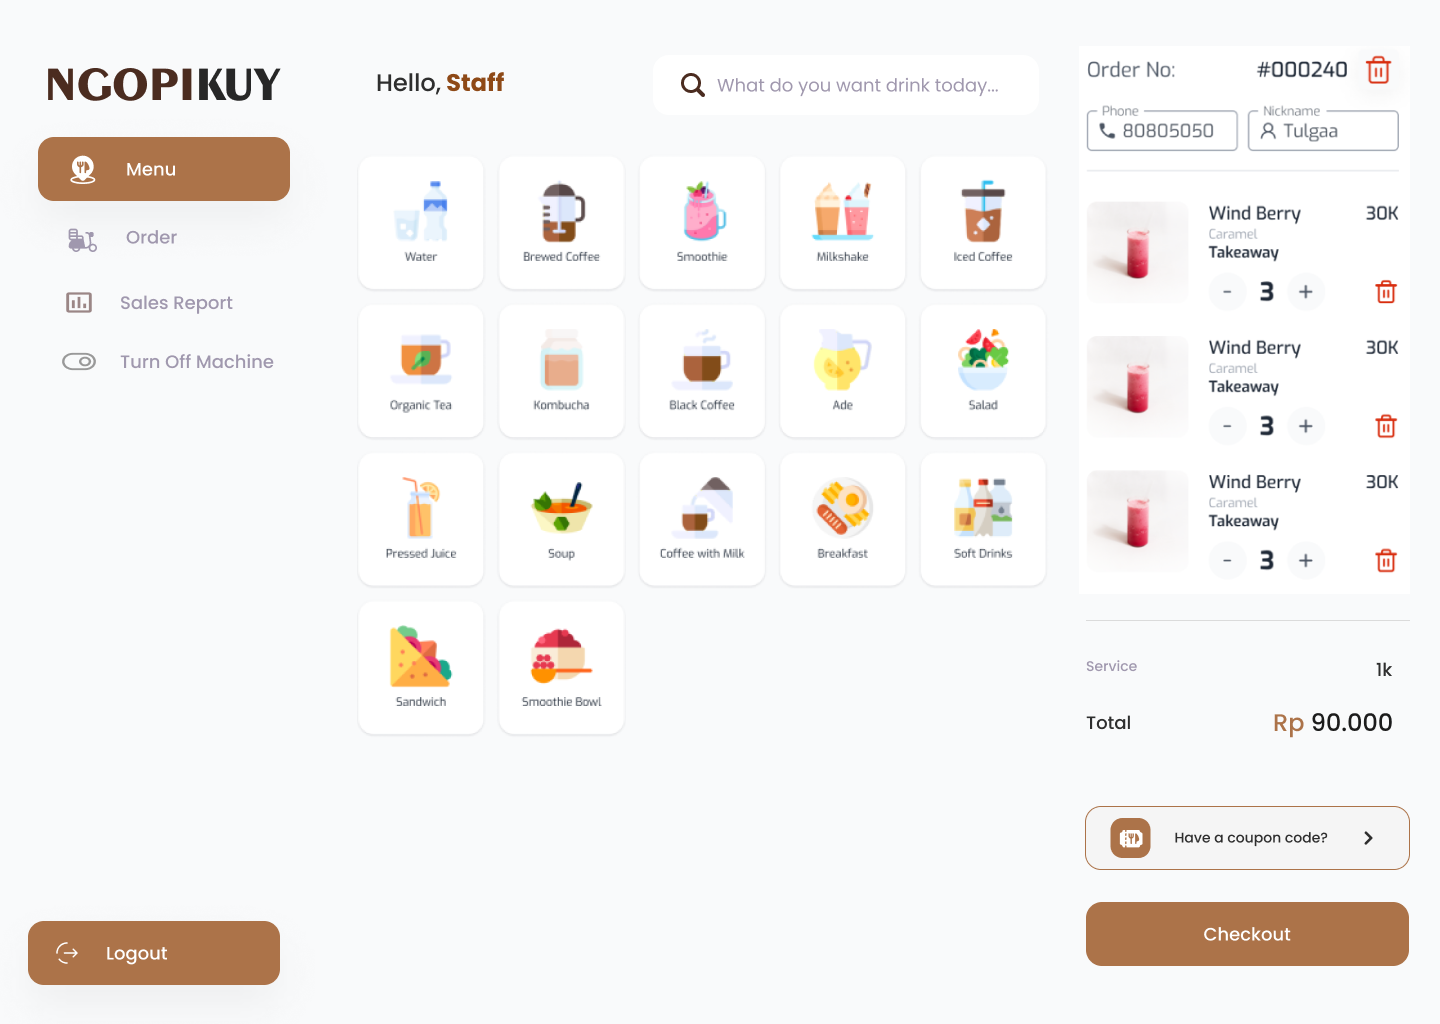 NGOPIKUY
Menu
Order
Sales Report
Turn Off Machine
Logout
Hello, Staff
What do you want drink today...
Water
Brewed Coffee
Smoothie
Milkshake
Iced Coffee
Organic Tea
Kombucha
Black Coffee
Ade
Salad
Pressed Juice
Soup
Coffee with Milk
Breakfast
Soft Drinks
Sandwich
Smoothie Bowl
Order No: #000240
Phone
80805050
Nickname
Tulgaa
Wind Berry 30K
Caramel
Takeaway
- 3 +
Wind Berry 30K
Caramel
Takeaway
- 3 +
Wind Berry 30K
Caramel
Takeaway
- 3 +
Service 1k
Total Rp 90.000
Have a coupon code?
Checkout